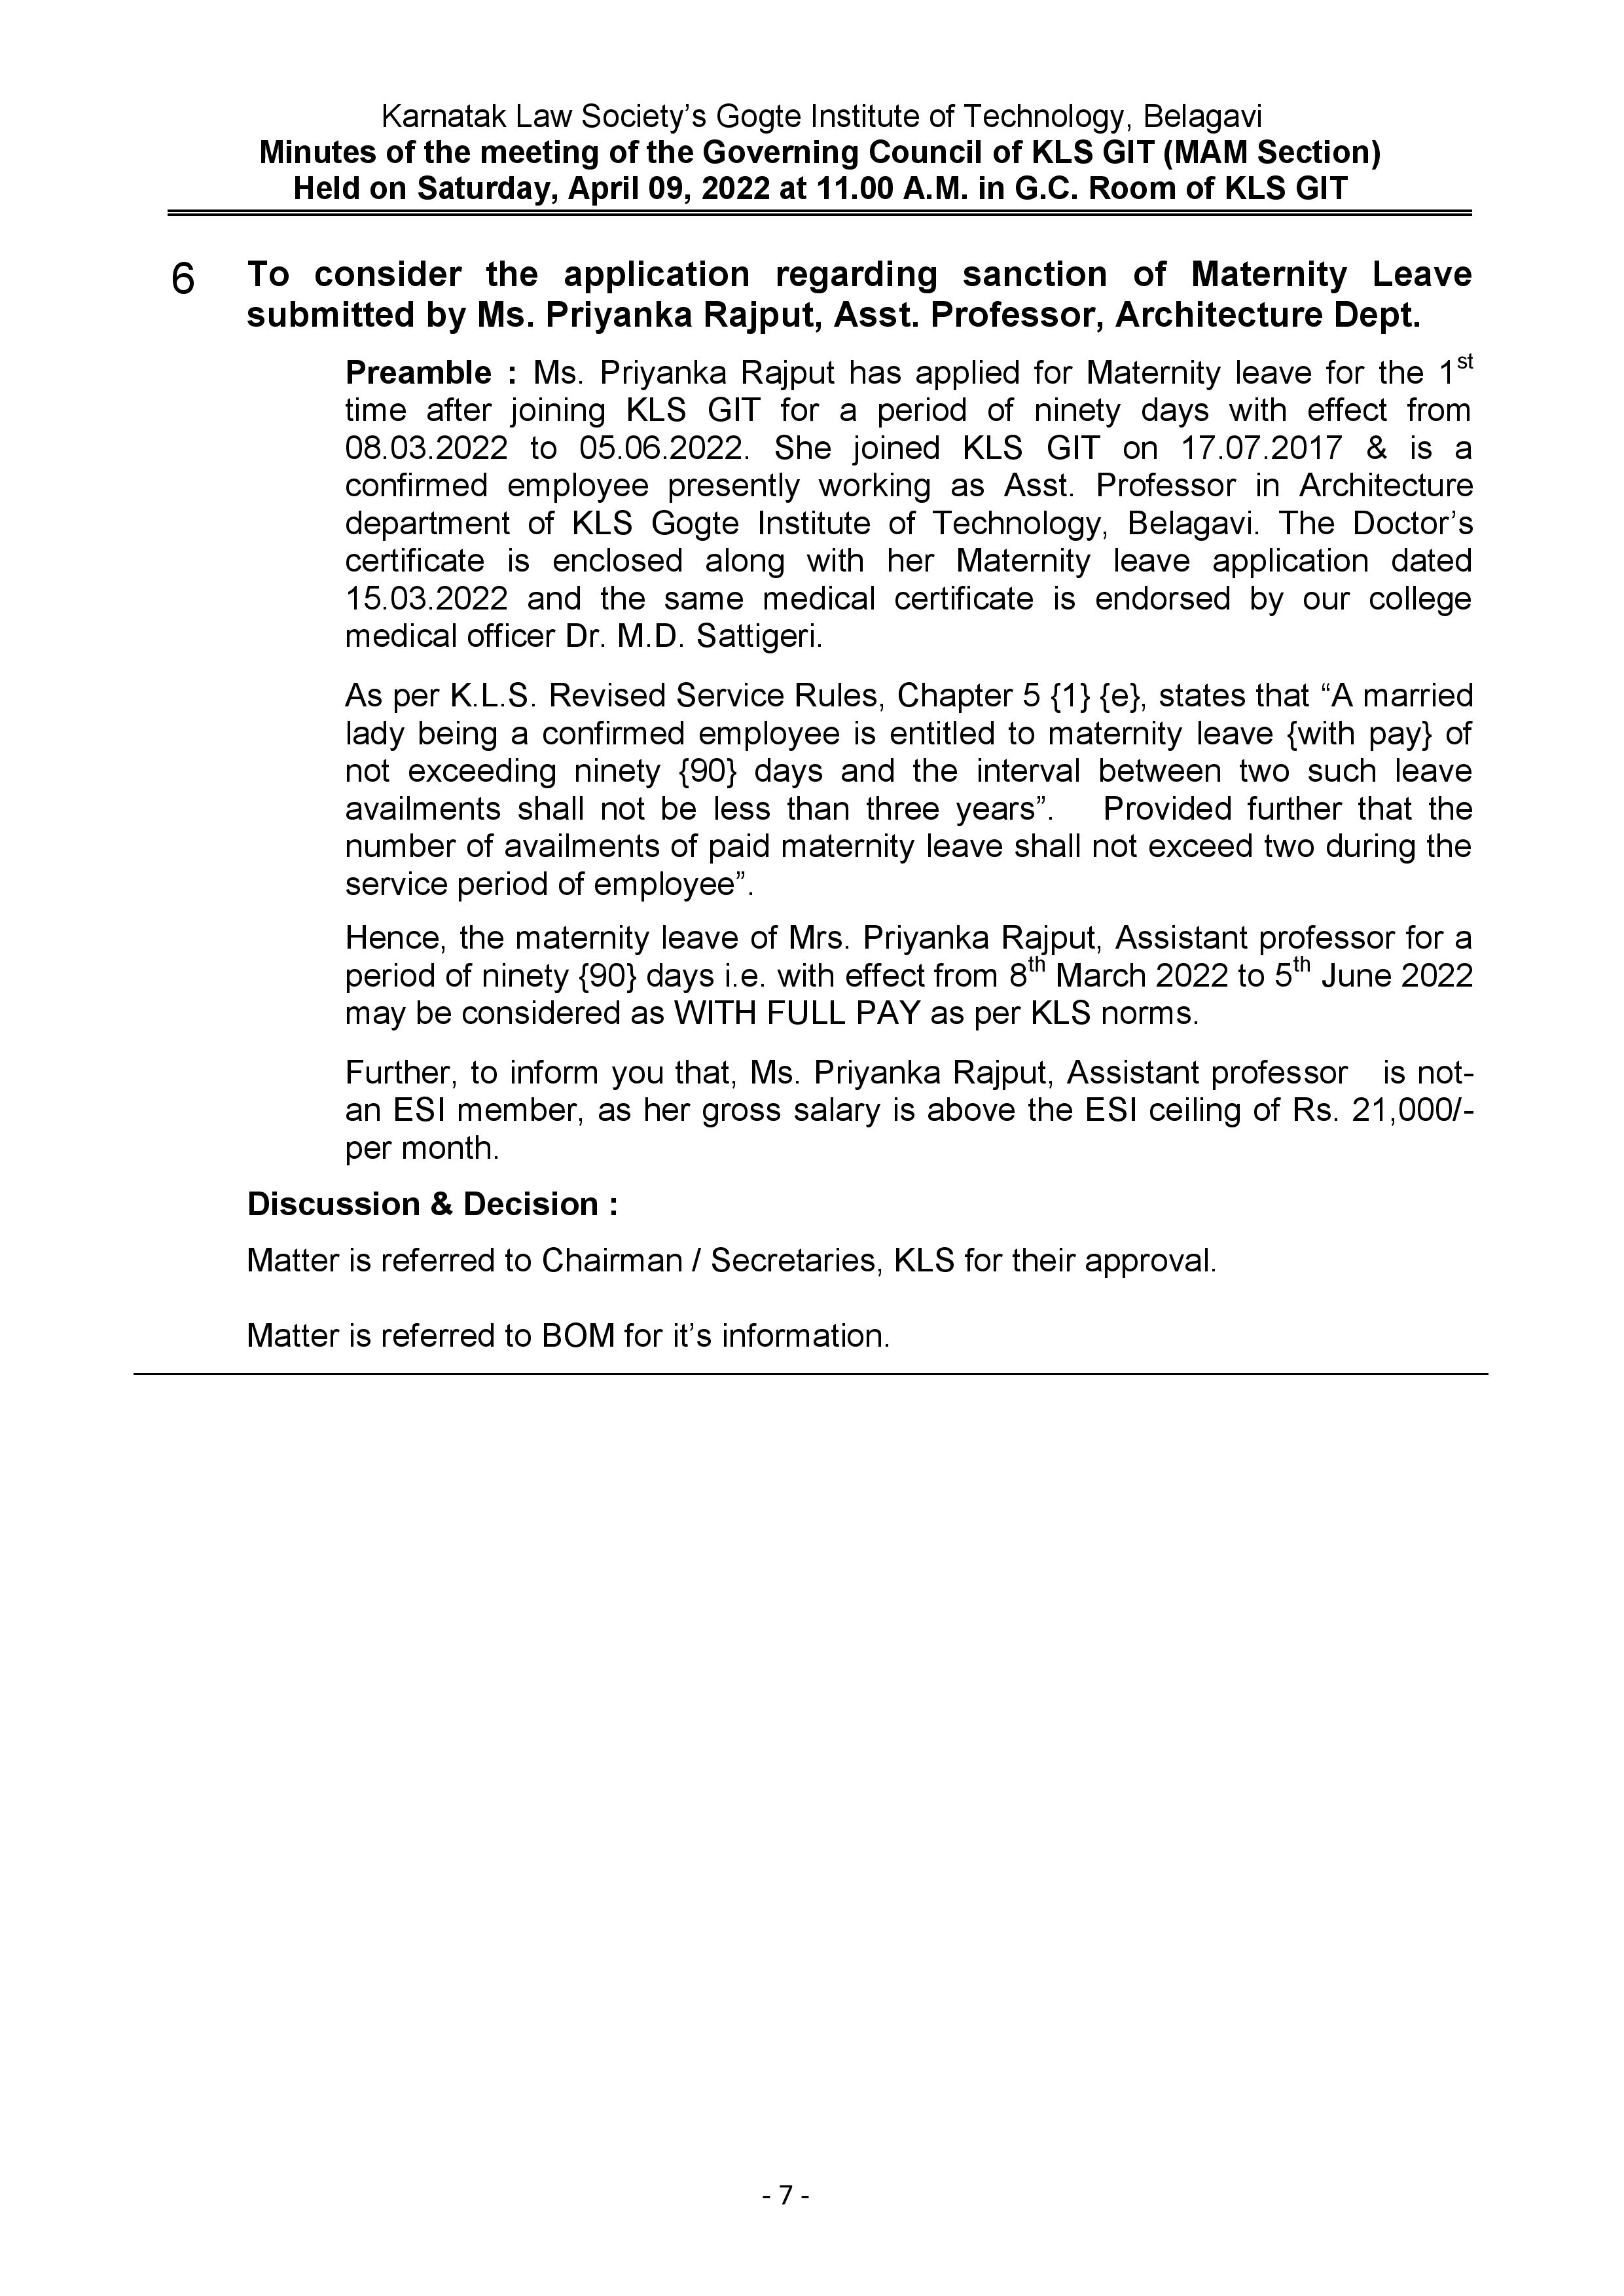 Karnatak Law Society’s Gogte Institute of Technology, Belagavi
Minutes of the meeting of the Governing Council of KLS GIT (MAM Section)
Held on Saturday, April 09, 2022 at 11.00 A.M. in G.C. Room of KLS GIT
6 To consider the application regarding sanction of Maternity Leave
submitted by Ms. Priyanka Rajput, Asst. Professor, Architecture Dept.
Preamble : Ms. Priyanka Rajput has applied for Maternity leave for the 1st
time after joining KLS GIT for a period of ninety days with effect from
08.03.2022 to 05.06.2022. She joined KLS GIT on 17.07.2017 & is a
confirmed employee presently working as Asst. Professor in Architecture
department of KLS Gogte Institute of Technology, Belagavi. The Doctor’s
certificate is enclosed along with her Maternity leave application dated
15.03.2022 and the same medical certificate is endorsed by our college
medical officer Dr. M.D. Sattigeri.
As per K.L.S. Revised Service Rules, Chapter 5 {1} {e}, states that “A married
lady being a confirmed employee is entitled to maternity leave {with pay} of
not exceeding ninety {90} days and the interval between two such leave
availments shall not be less than three years”. Provided further that the
number of availments of paid maternity leave shall not exceed two during the
service period of employee”.
Hence, the maternity leave of Mrs. Priyanka Rajput, Assistant professor for a
period of ninety {90} days i.e. with effect from 8th March 2022 to 5th June 2022
may be considered as WITH FULL PAY as per KLS norms.
Further, to inform you that, Ms. Priyanka Rajput, Assistant professor is not-
an ESI member, as her gross salary is above the ESI ceiling of Rs. 21,000/-
per month.
Discussion & Decision :
Matter is referred to Chairman / Secretaries, KLS for their approval.
Matter is referred to BOM for it’s information.
- 7 -